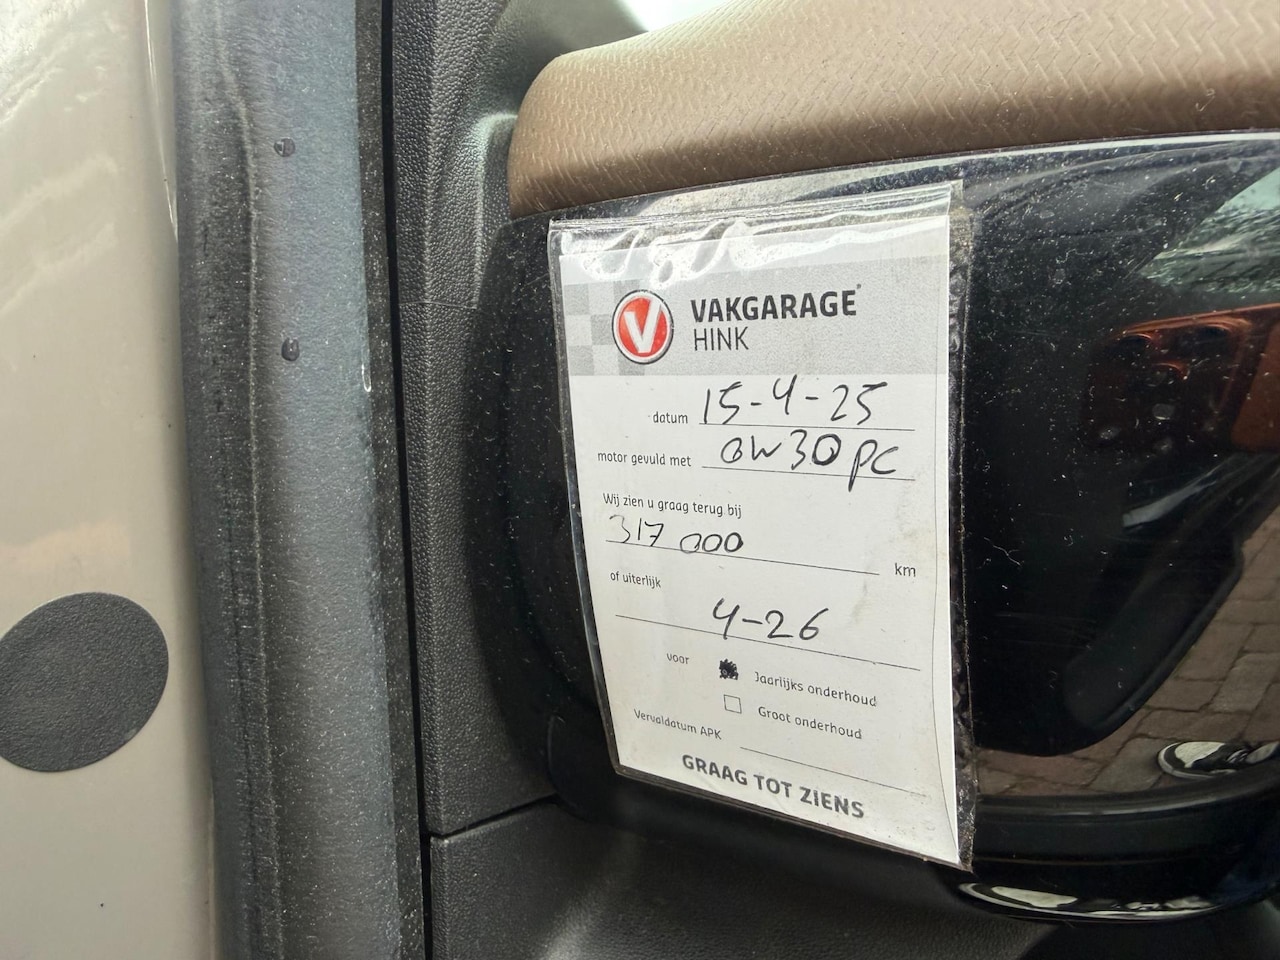 VAKGARAGE
HINK
datum 15-4-25
motor gevuld met 0W30 PC
Wij zien u graag terug bij
317 000 km
of uiterlijk
4-26
voor Jaarlijks onderhoud
Groot onderhoud
Vervaldatum APK
GRAAG TOT ZIENS